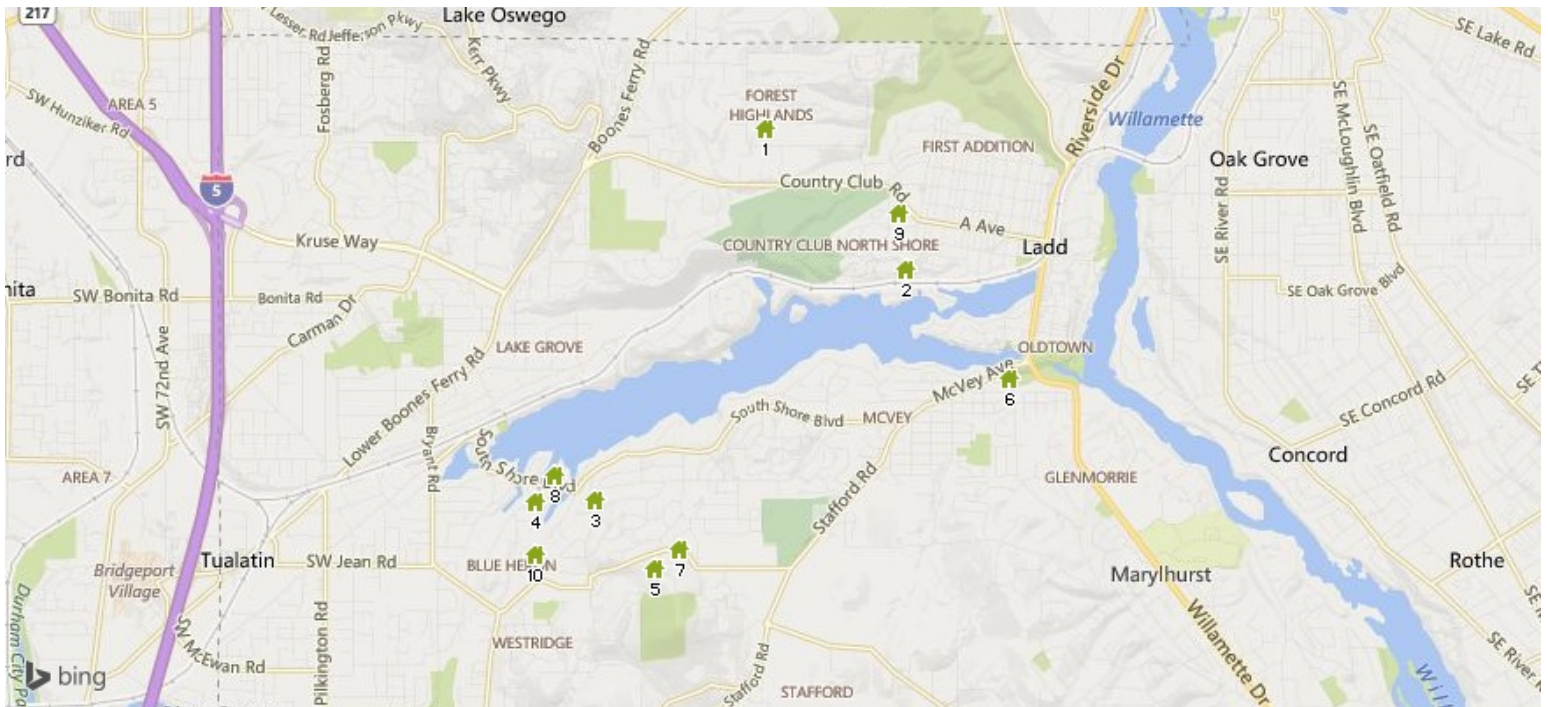 217
Lake Oswego
Lesser Rd
Jefferson Pkwy
Kerr Pkwy
Boones Ferry Rd
Fosberg Rd
AREA 5
SW Hunziker Rd
FOREST
HIGHLANDS
1
FIRST ADDITION
Riverside Dr
Willamette
SE Lake Rd
SE McLoughlin Blvd
SE Oatfield Rd
Oak Grove
rd
5
Country Club Rd
9
A Ave
Kruse Way
COUNTRY CLUB NORTH SHORE
Ladd
SE River Rd
2
nita
SW Bonita Rd
Bonita Rd
Carman Dr
SE Oak Grove Blvd
SW 72nd Ave
LAKE GROVE
Lower Boones Ferry Rd
OLDTOWN
McVey Ave
6
SE Concord Rd
SE T
South Shore Blvd
MCVEY
Bryant Rd
South Shore Blvd
8
4
3
Concord
AREA 7
GLENMORRIE
Stafford Rd
Tualatin
SW Jean Rd
BLUE HERON
10
7
5
Bridgeport
Village
Marylhurst
Rothe
Durham City Pa
SW McEwan Rd
Pilkington Rd
WESTRIDGE
Stafford Rd
STAFFORD
Willamette Dr
SE River R
Will
bing